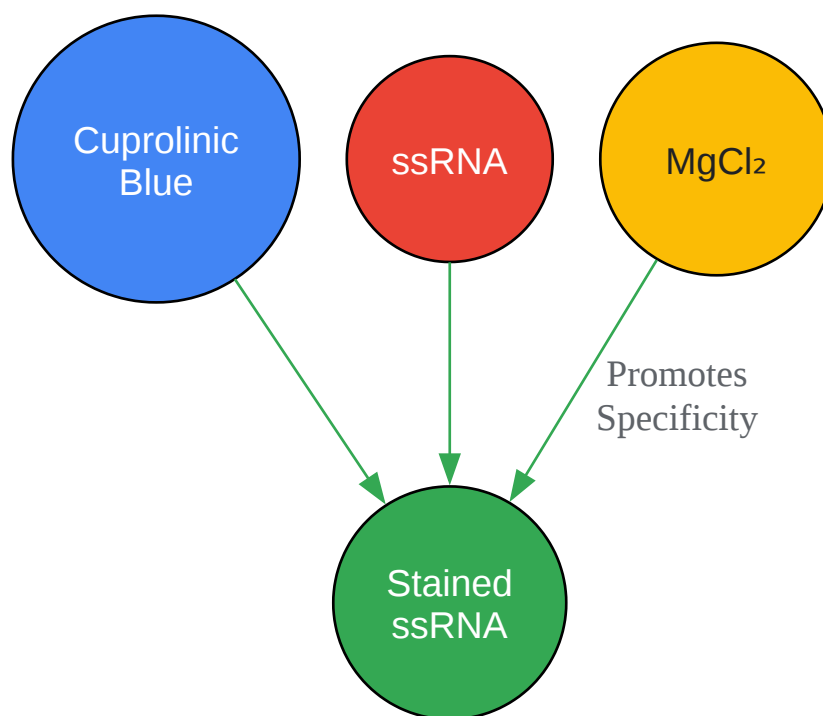 Cuprolinic
Blue
ssRNA
MgCl₂
Promotes
Specificity
Stained
ssRNA